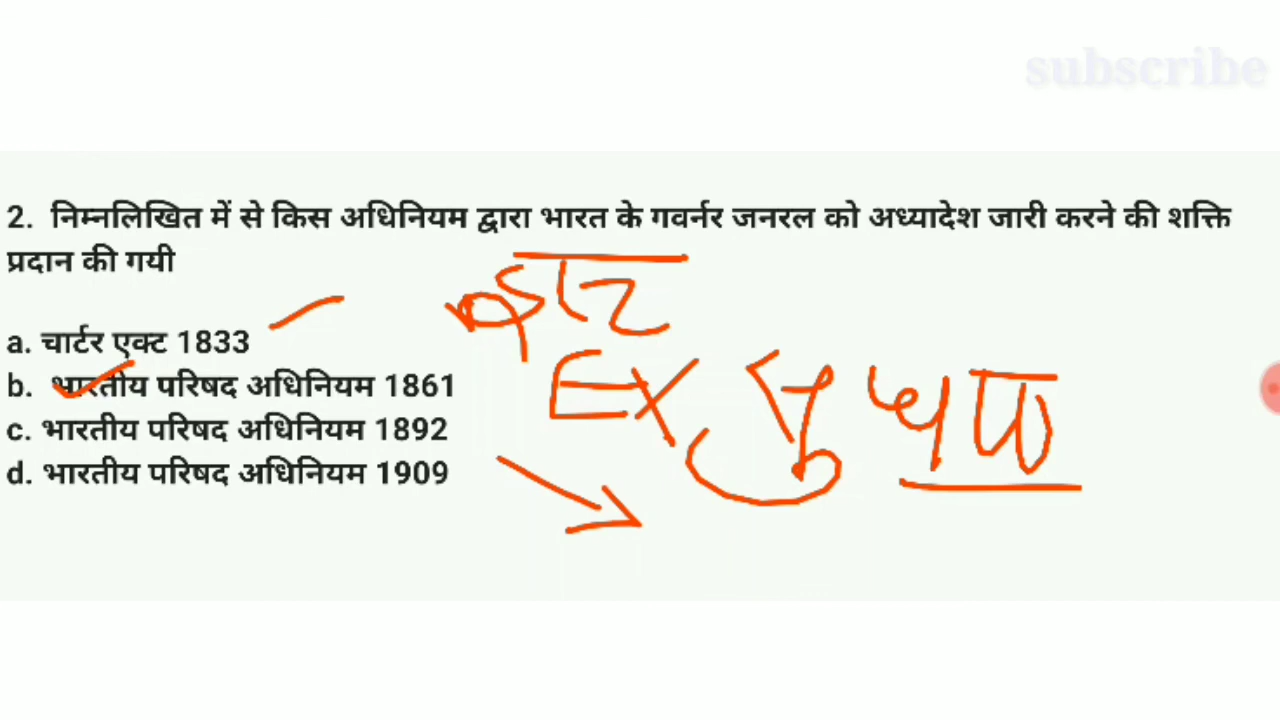 subscribe
2. निम्नलिखित में से किस अधिनियम द्वारा भारत के गवर्नर जनरल को अध्यादेश जारी करने की शक्ति
प्रदान की गयी
a. चार्टर एक्ट 1833
b. भारतीय परिषद अधिनियम 1861
c. भारतीय परिषद अधिनियम 1892
d. भारतीय परिषद अधिनियम 1909
Ex